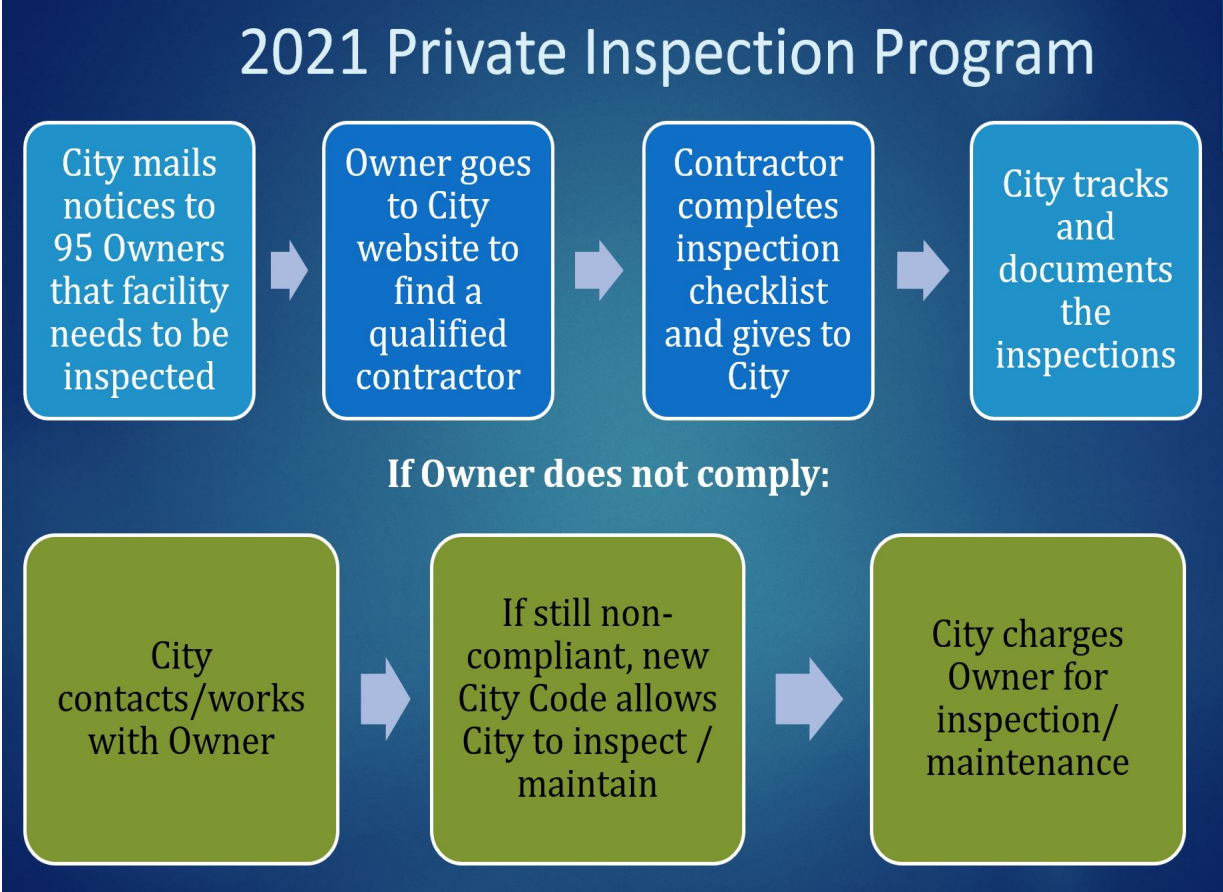 2021 Private Inspection Program
City mails
notices to
95 Owners
that facility
needs to be
inspected
Owner goes
to City
website to
find a
qualified
contractor
Contractor
completes
inspection
checklist
and gives to
City
City tracks
and
documents
the
inspections
If Owner does not comply:
City
contacts/works
with Owner
If still non-
compliant, new
City Code allows
City to inspect /
maintain
City charges
Owner for
inspection/
maintenance